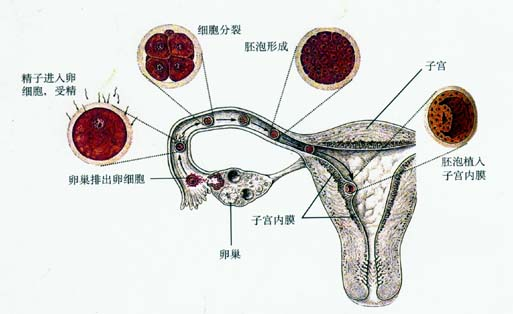 细胞分裂
胚泡形成
精子进入卵
细胞，受精
子宫
胚泡植入
子宫内膜
卵巢排出卵细胞
子宫内膜
卵巢